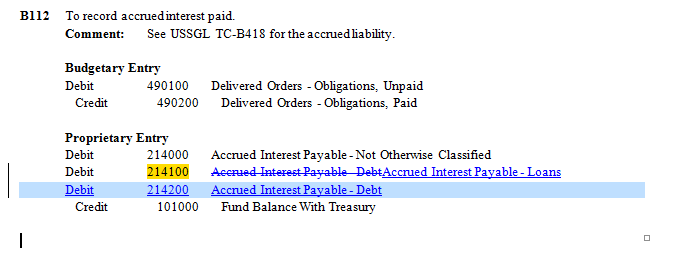 B112 To record accrued interest paid.
Comment: See USSGL TC-B418 for the accrued liability.
Budgetary Entry
Debit 490100 Delivered Orders - Obligations, Unpaid
Credit 490200 Delivered Orders - Obligations, Paid
Proprietary Entry
Debit 214000 Accrued Interest Payable - Not Otherwise Classified
Debit 214100 Accrued Interest Payable - DebtAccrued Interest Payable - Loans
Debit 214200 Accrued Interest Payable - Debt
Credit 101000 Fund Balance With Treasury